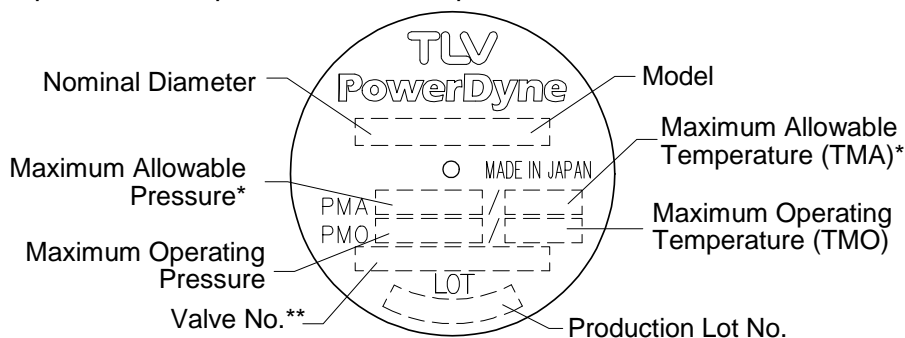 TLV
PowerDyne
Nominal Diameter
Model
Maximum Allowable
Temperature (TMA)*
Maximum Allowable
Pressure*
MADE IN JAPAN
PMA /
PMO /
Maximum Operating
Temperature (TMO)
Maximum Operating
Pressure
LOT
Valve No.**
Production Lot No.